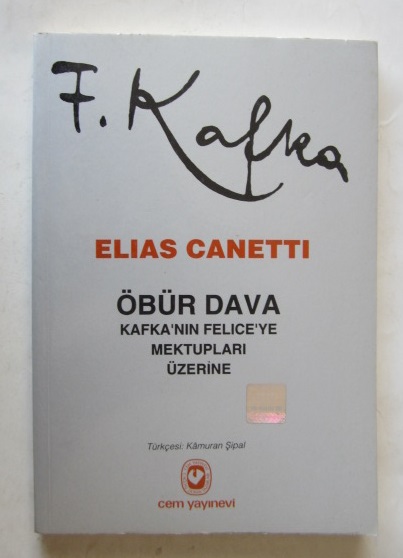 F. Kafka
ELIAS CANETTI
ÖBÜR DAVA
KAFKA'NIN FELICE'YE
MEKTUPLARI
ÜZERİNE
Türkçesi: Kâmuran Şipal
cem yayınevi